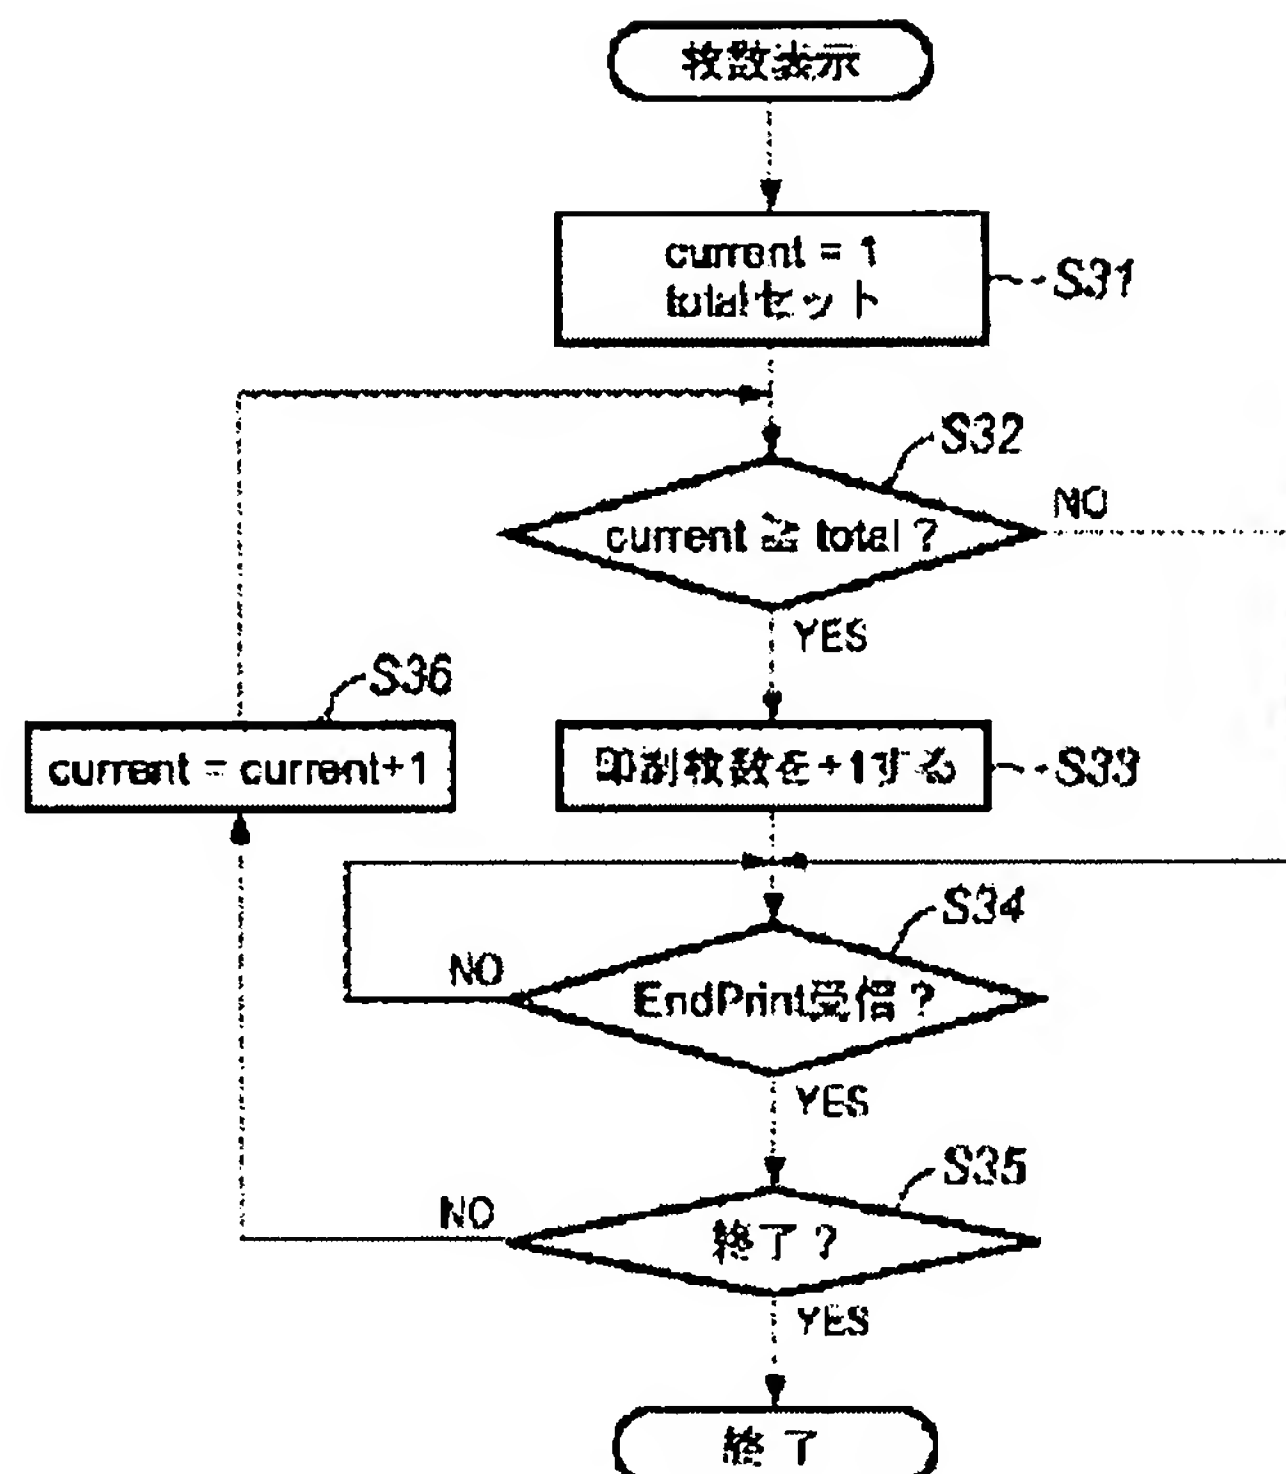 枚数表示
current = 1
totalセット
S31
S32
current ≧ total ?
NO
YES
S36
current = current+1
印刷枚数を+1する
S33
S34
NO
EndPrint受信?
YES
S35
NO
終了?
YES
終了